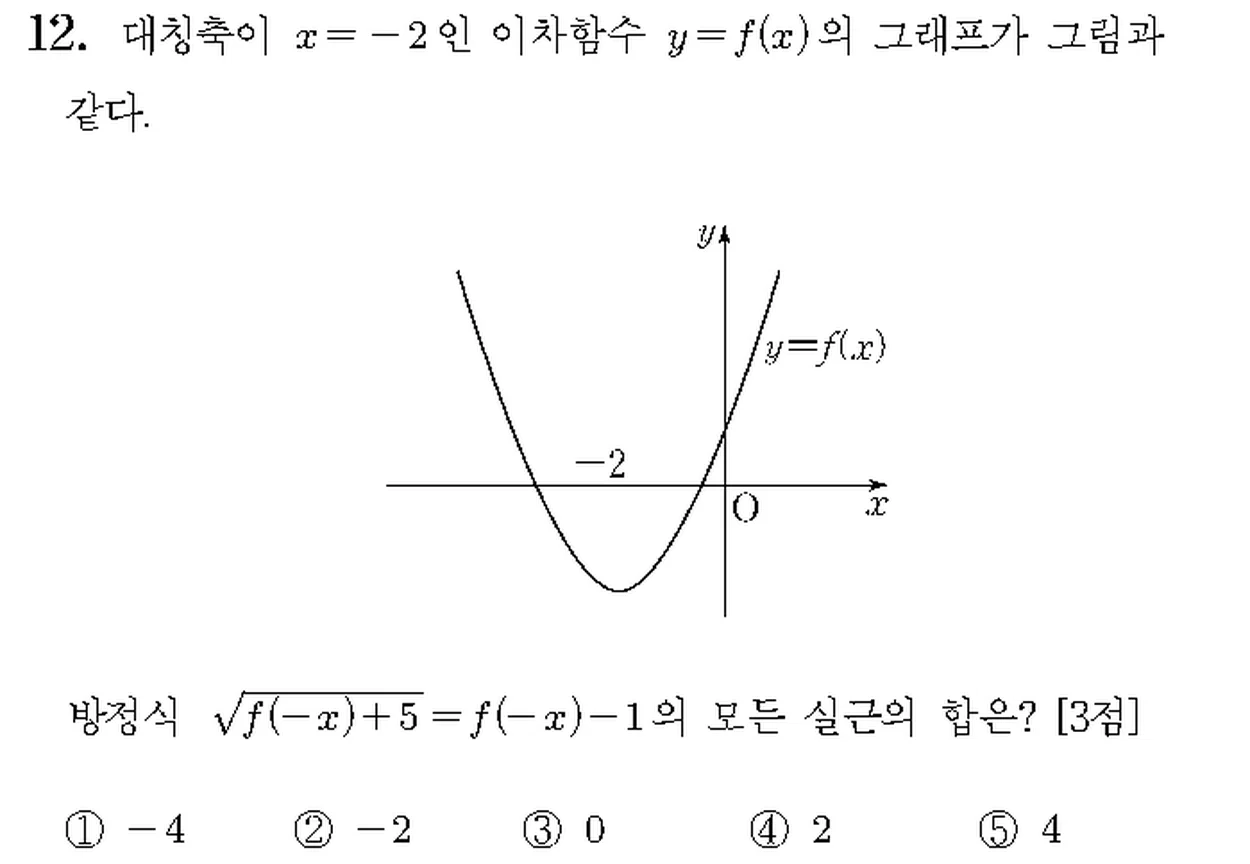 12. 대칭축이 x=-2인 이차함수 y=f(x)의 그래프가 그림과
같다.
y
y=f(x)
-2
O
x
방정식 √(f(-x)+5)=f(-x)-1의 모든 실근의 합은? [3점]
① -4 ② -2 ③ 0 ④ 2 ⑤ 4